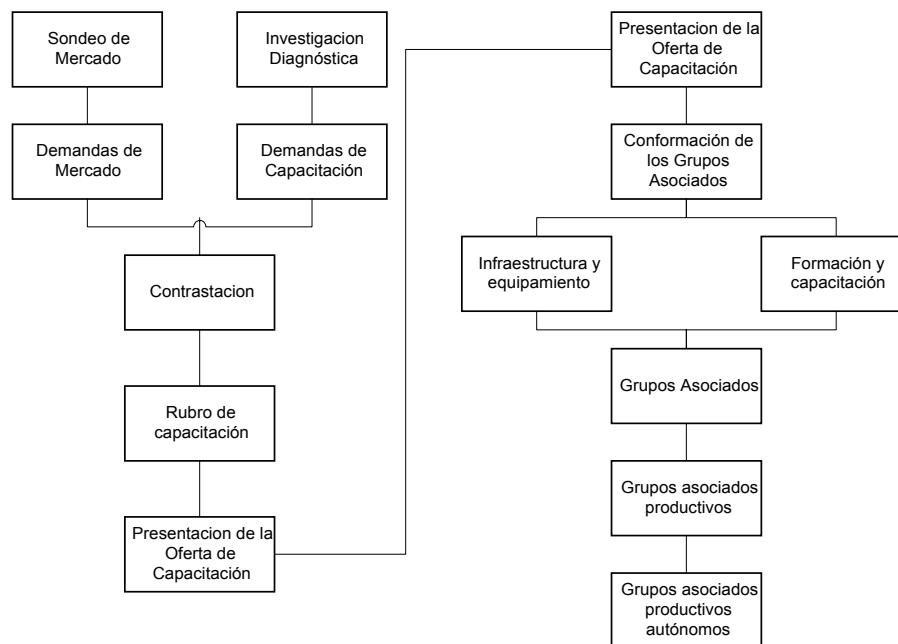 Sondeo de
Mercado
Investigacion
Diagnóstica
Demandas de
Mercado
Demandas de
Capacitación
Contrastacion
Rubro de
capacitación
Presentacion de la
Oferta de
Capacitación
Presentacion de la
Oferta de
Capacitación
Conformación de
los Grupos
Asociados
Infraestructura y
equipamiento
Formación y
capacitación
Grupos Asociados
Grupos asociados
productivos
Grupos asociados
productivos
autónomos